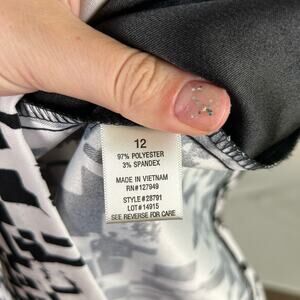 12
97% POLYESTER
3% SPANDEX
MADE IN VIETNAM
RN#127949
STYLE#28791
LOT#14915
SEE REVERSE FOR CARE